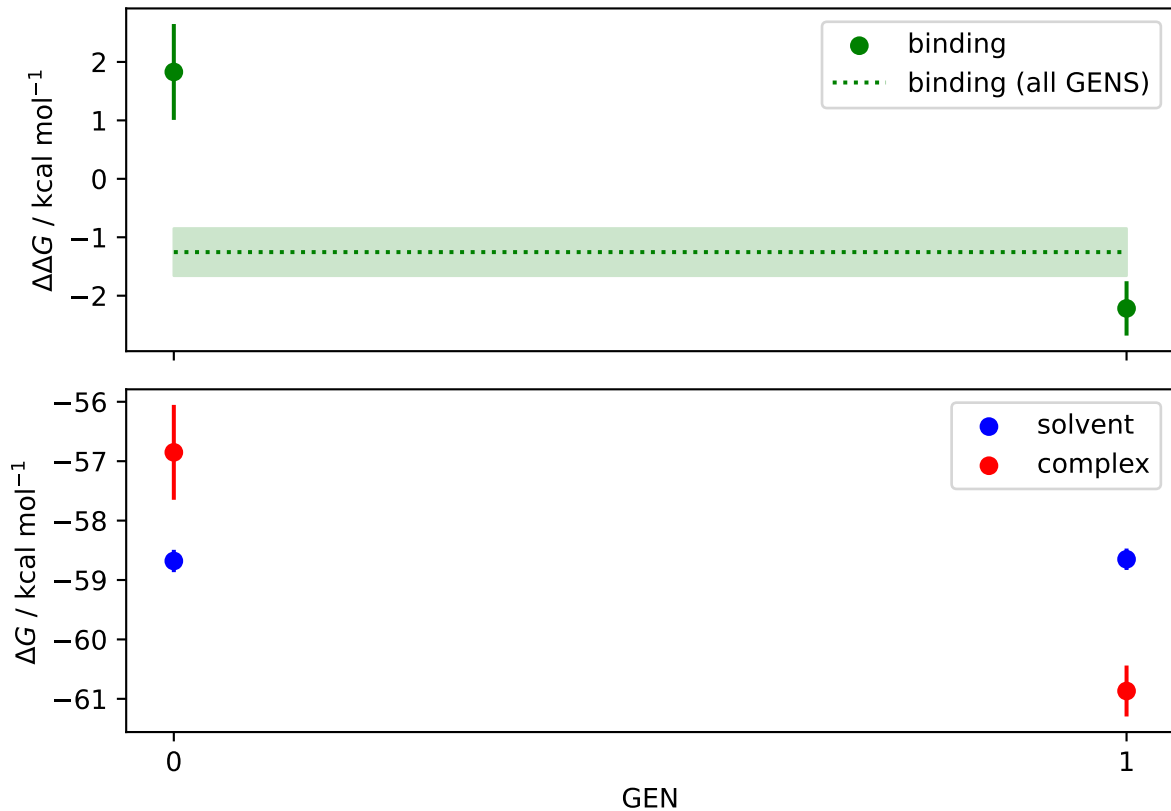 binding
binding (all GENS)
2
1
0
−1
−2
ΔΔG / kcal mol⁻¹
solvent
complex
−56
−57
−58
−59
−60
−61
ΔG / kcal mol⁻¹
0
1
GEN